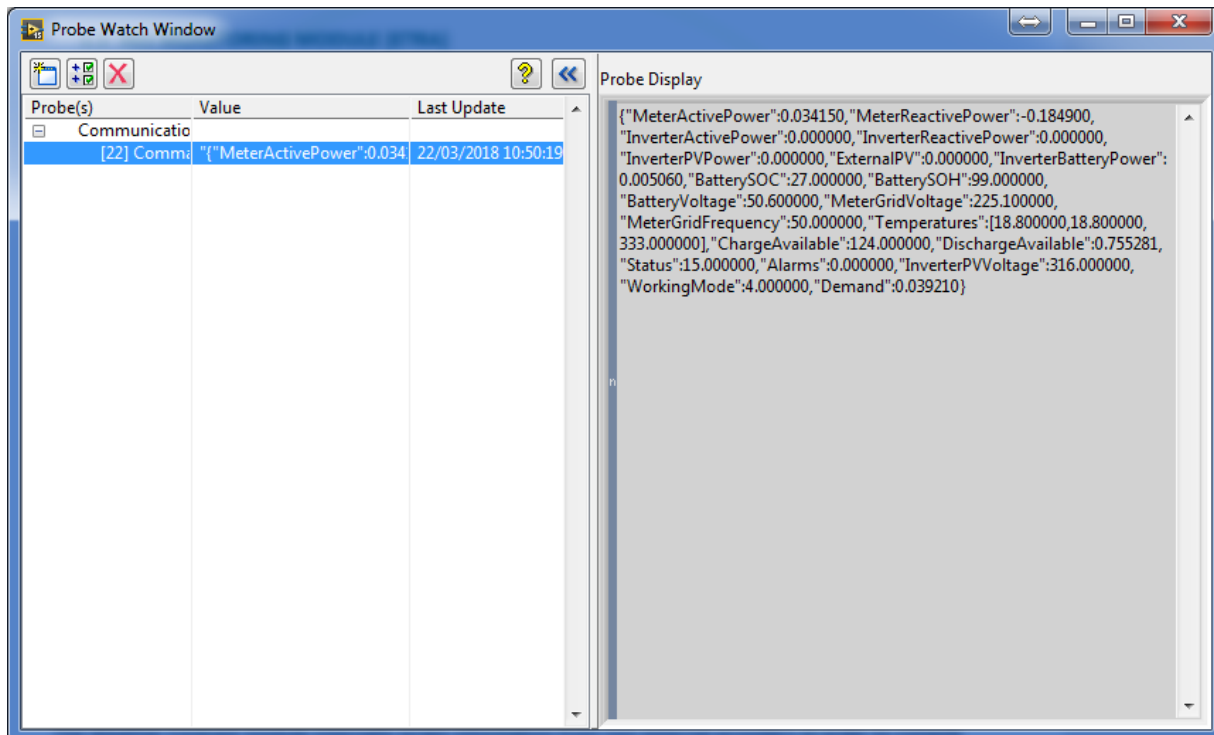 Probe Watch Window
Probe(s) Value Last Update
Communicatio
[22] Comma "{"MeterActivePower":0.034 22/03/2018 10:50:19
Probe Display
{"MeterActivePower":0.034150,"MeterReactivePower":-0.184900,
"InverterActivePower":0.000000,"InverterReactivePower":0.000000,
"InverterPVPower":0.000000,"ExternalPV":0.000000,"InverterBatteryPower":
0.005060,"BatterySOC":27.000000,"BatterySOH":99.000000,
"BatteryVoltage":50.600000,"MeterGridVoltage":225.100000,
"MeterGridFrequency":50.000000,"Temperatures":[18.800000,18.800000,
333.000000],"ChargeAvailable":124.000000,"DischargeAvailable":0.755281,
"Status":15.000000,"Alarms":0.000000,"InverterPVVoltage":316.000000,
"WorkingMode":4.000000,"Demand":0.039210}
n